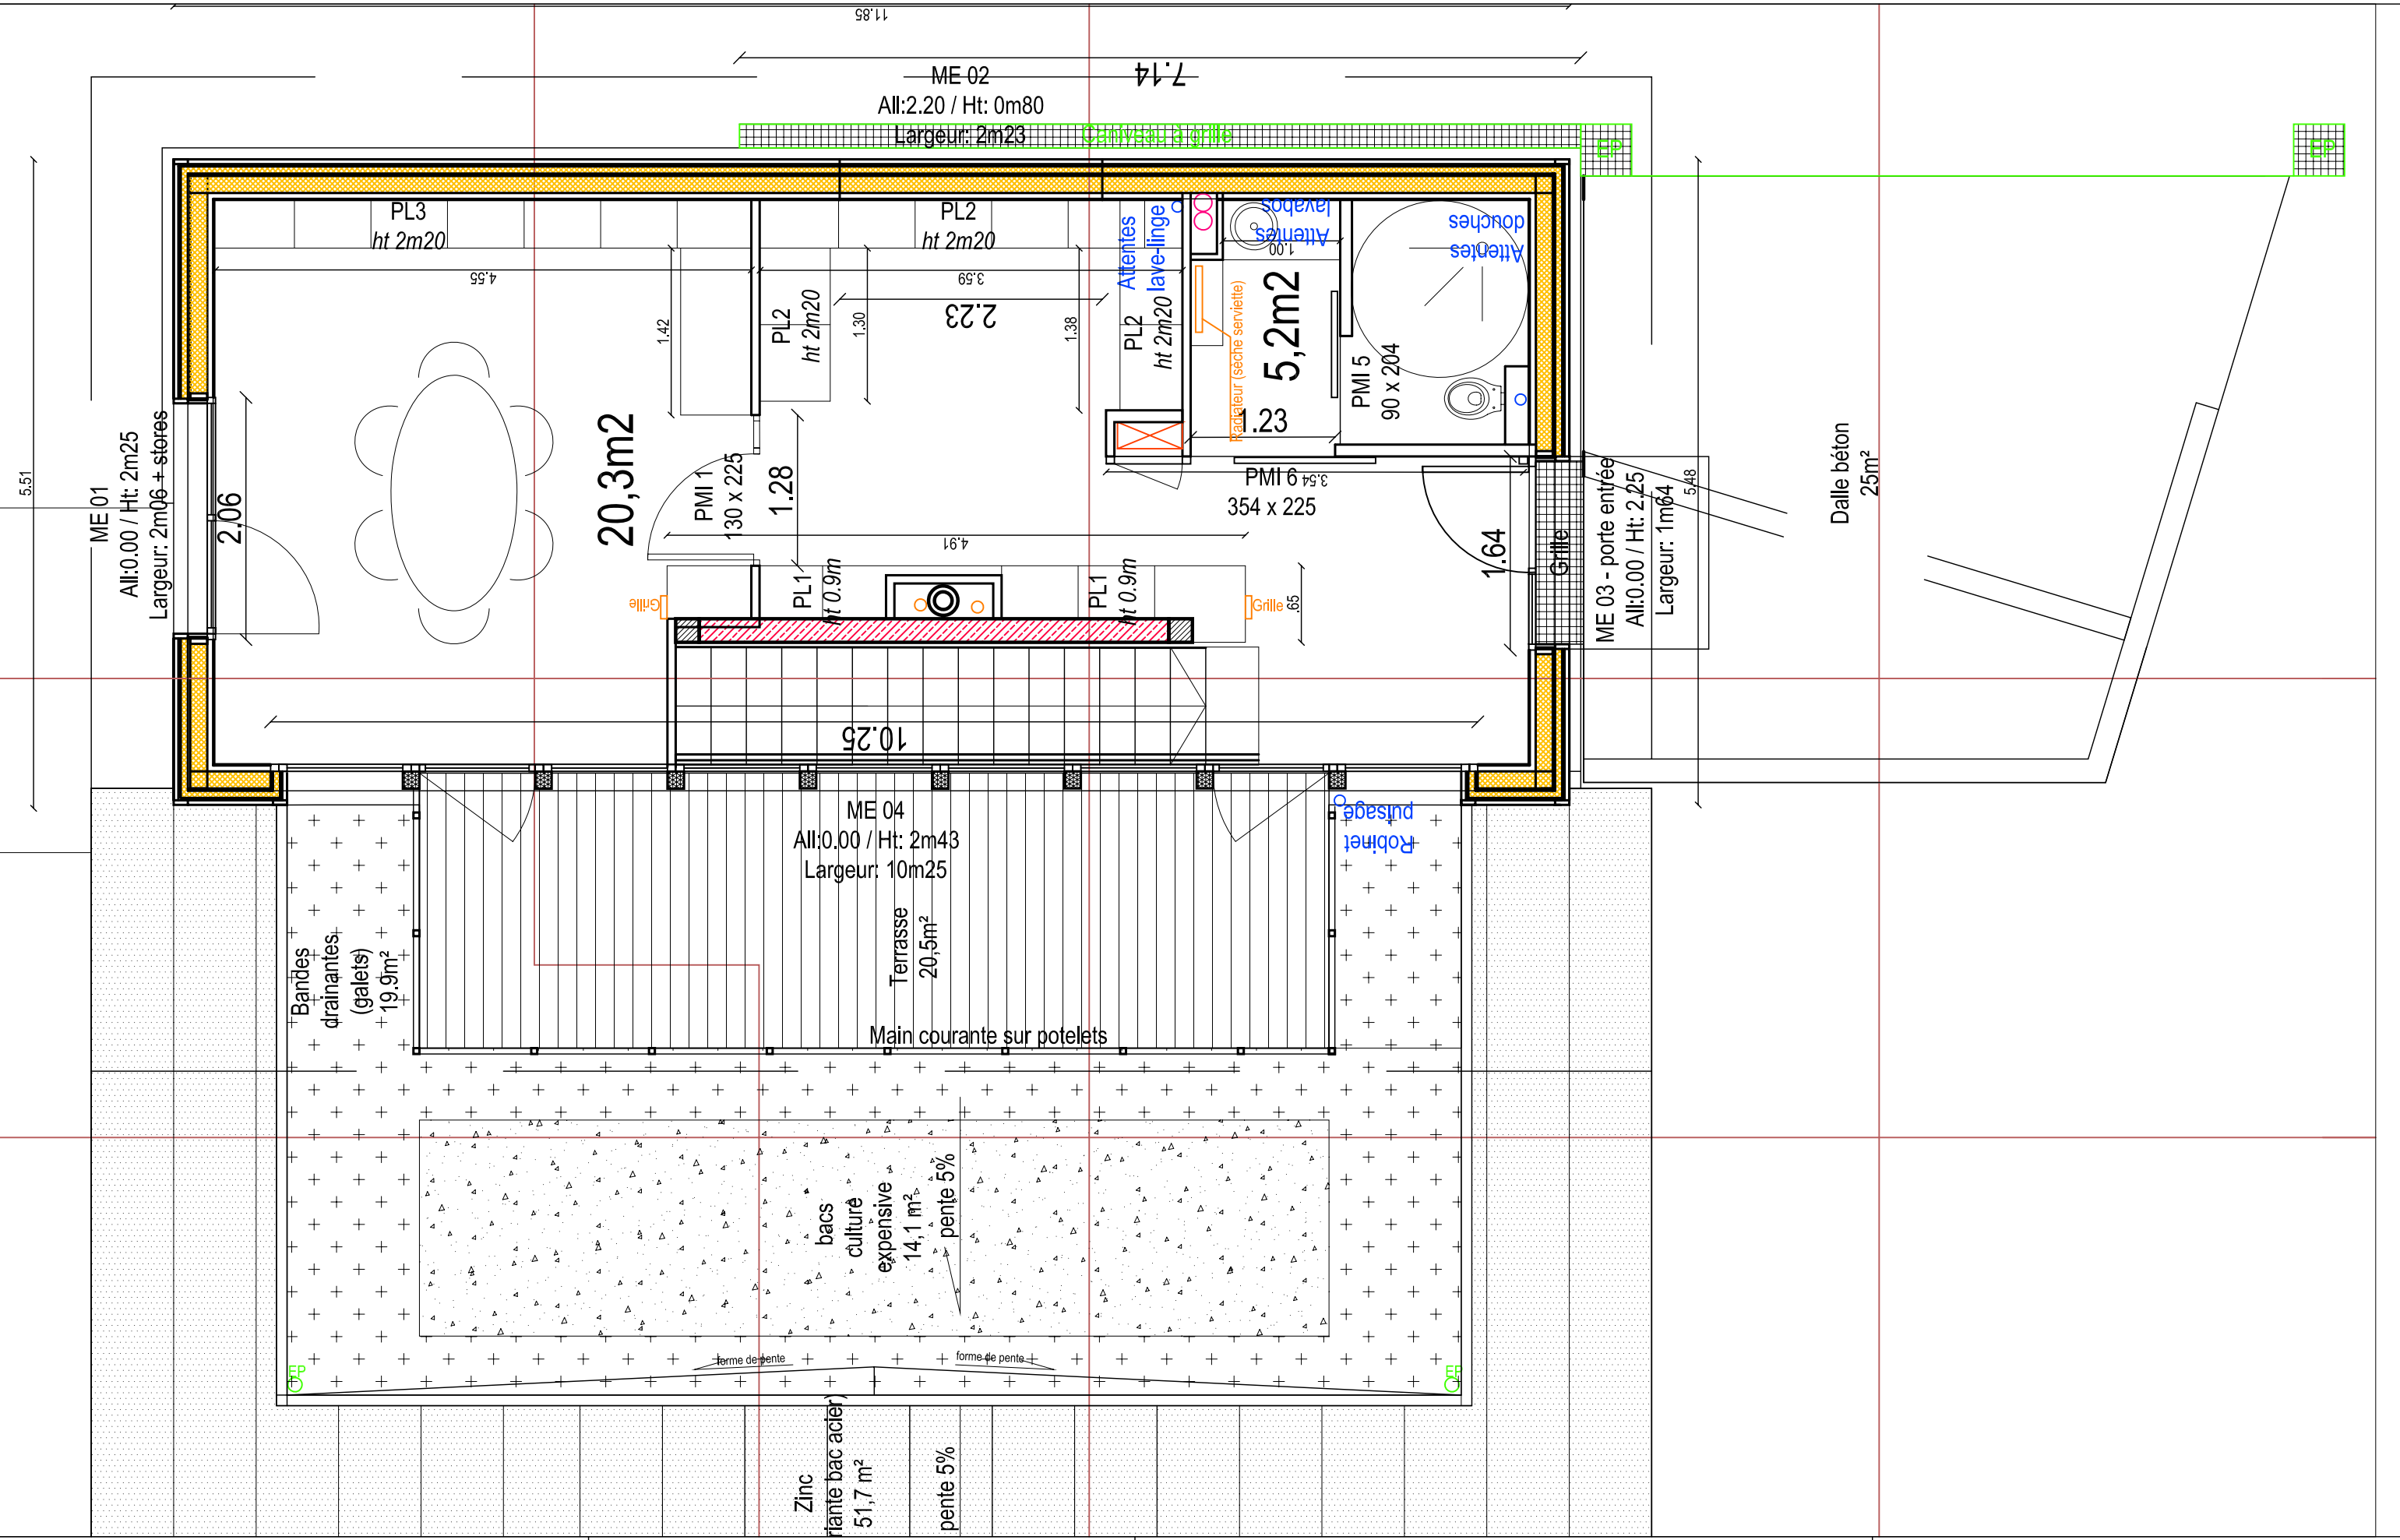 11.85
7.14
ME 02
All:2.20 / Ht: 0m80
Largeur: 2m23
Caniveau à grille
EP
EP
5.51
ME 01
All:0.00 / Ht: 2m25
Largeur: 2m06 + stores
2.06
PL3
ht 2m20
4.55
1.42
20,3m2
PMI 1
130 x 225
1.28
PL2
ht 2m20
3.59
2.23
PL2
ht 2m20
1.30
1.38
Attentes
lave-linge
PL2
ht 2m20
Attentes
lavabos
1.00
Radiateur (sèche serviette)
5,2m2
1.23
Attentes
douches
PMI 5
90 x 204
PMI 6
3.54
354 x 225
4.91
Grille
PL1
ht 0.9m
PL1
ht 0.9m
Grille
.65
1.64
Grille
ME 03 - porte entrée
All:0.00 / Ht: 2.25
Largeur: 1m64
5.48
Dalle béton
25m²
10.25
ME 04
All:0.00 / Ht: 2m43
Largeur: 10m25
Robinet
puisage
Bandes
drainantes
(galets)
19.9m²
Terrasse
20,5m²
Main courante sur potelets
bacs
culture
expensive
14,1 m²
pente 5%
forme de pente
forme de pente
EP
EP
Zinc
riante bac acier)
51,7 m²
pente 5%